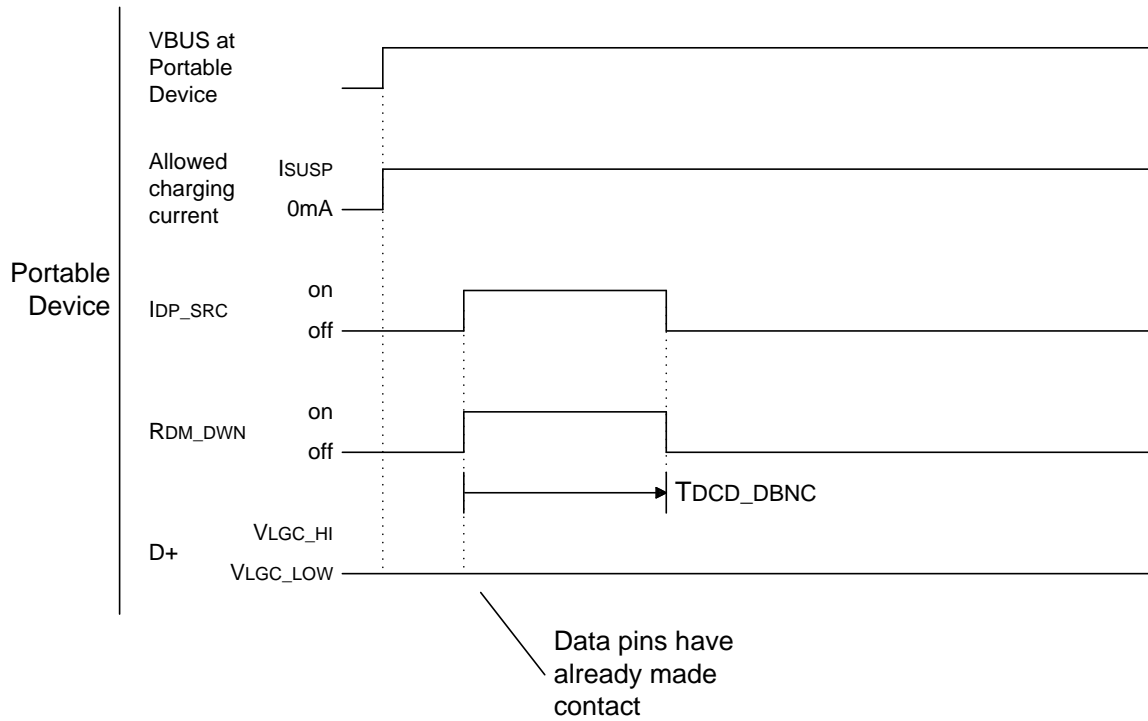 Portable
Device
VBUS at
Portable
Device
Allowed
charging
current
ISUSP
0mA
IDP_SRC
on
off
RDM_DWN
on
off
TDCD_DBNC
D+
VLGC_HI
VLGC_LOW
Data pins have
already made
contact